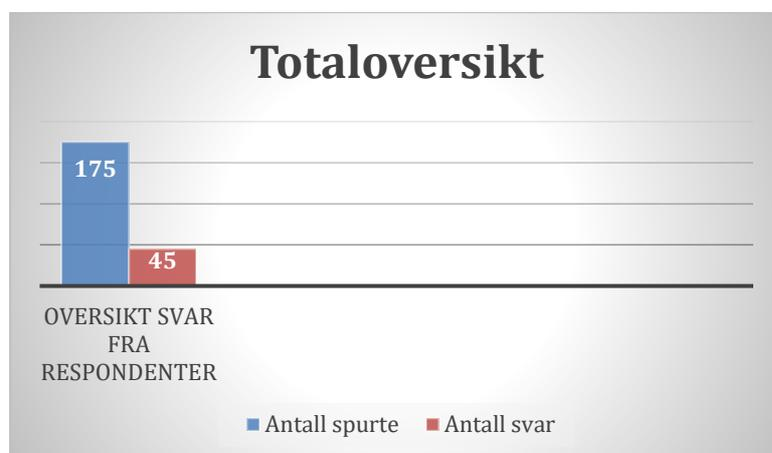 Totaloversikt
175
45
OVERSIKT SVAR
FRA
RESPONDENTER
Antall spurte Antall svar